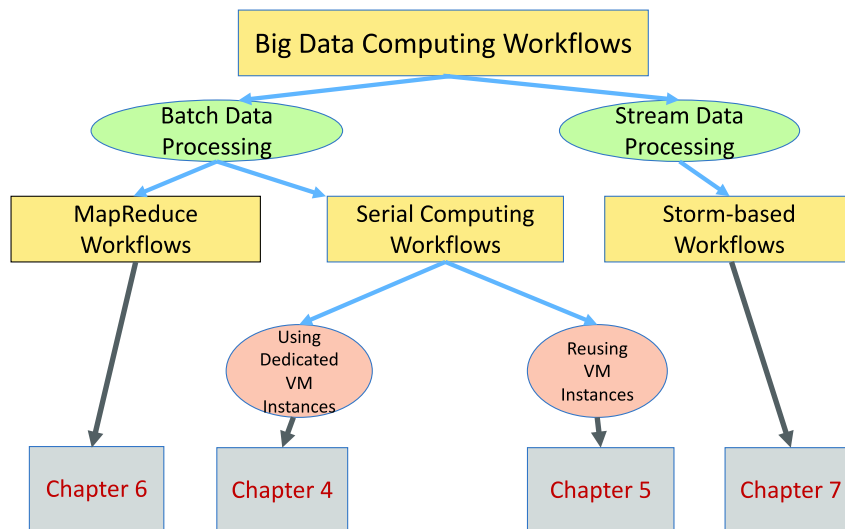 Big Data Computing Workflows
Batch Data
Processing
Stream Data
Processing
MapReduce
Workflows
Serial Computing
Workflows
Storm-based
Workflows
Using
Dedicated
VM
Instances
Reusing
VM
Instances
Chapter 6
Chapter 4
Chapter 5
Chapter 7